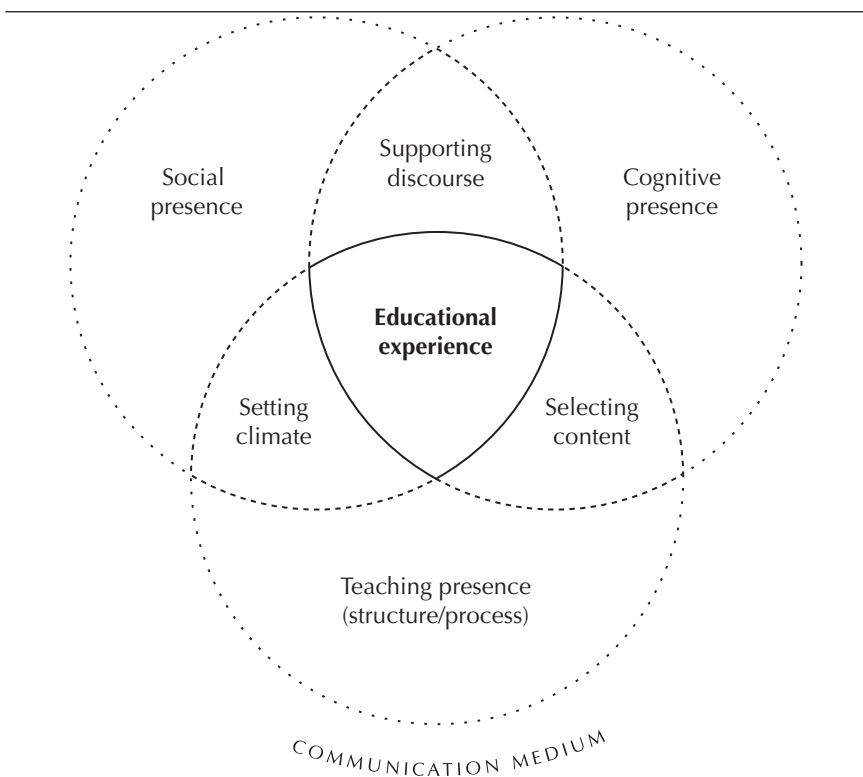 Supporting
discourse
Social
presence
Cognitive
presence
Educational
experience
Setting
climate
Selecting
content
Teaching presence
(structure/process)
COMMUNICATION MEDIUM